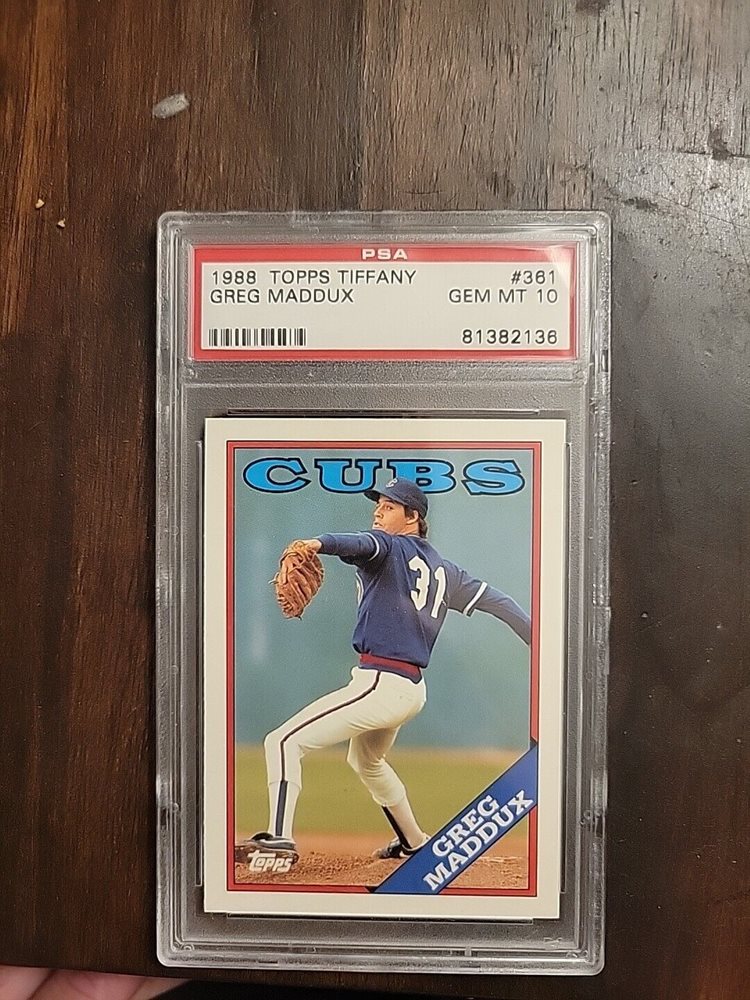 PSA
1988 TOPPS TIFFANY #361
GREG MADDUX GEM MT 10
81382136
CUBS
C
31
GREG
MADDUX
Topps